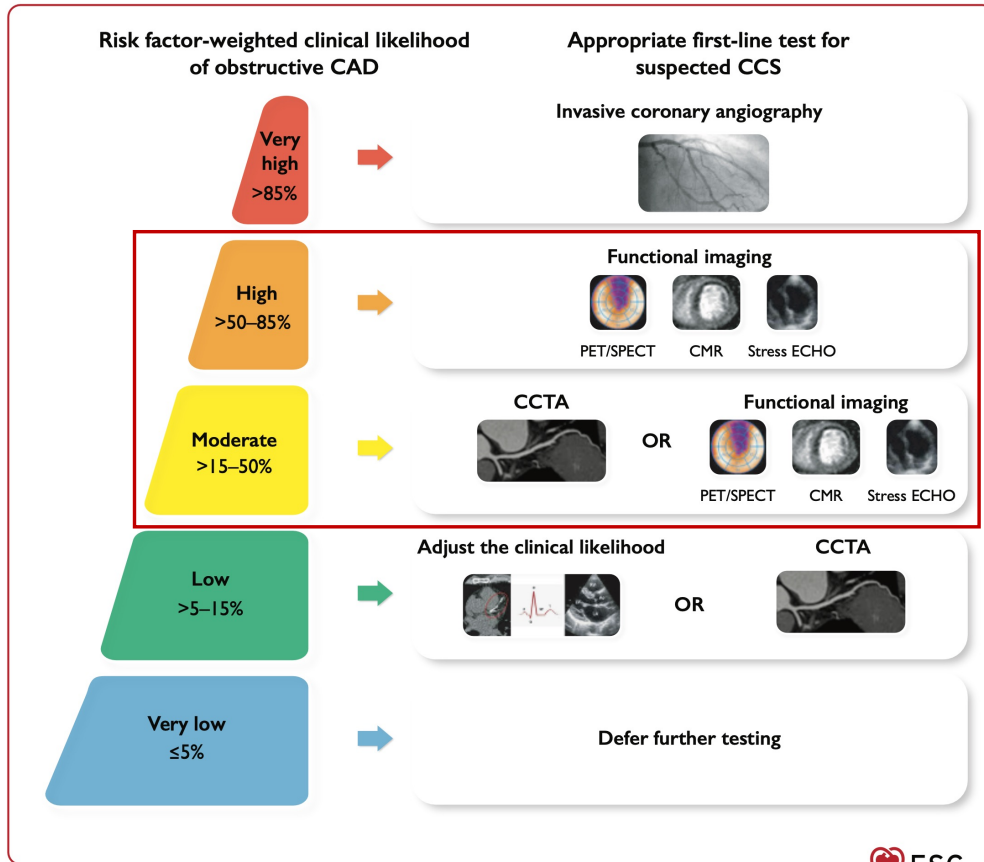 Risk factor-weighted clinical likelihood
of obstructive CAD
Appropriate first-line test for
suspected CCS
Very
high
>85%
Invasive coronary angiography
High
>50–85%
Functional imaging
PET/SPECT
CMR
Stress ECHO
Moderate
>15–50%
CCTA
OR
Functional imaging
PET/SPECT
CMR
Stress ECHO
Low
>5–15%
Adjust the clinical likelihood
OR
CCTA
Very low
≤5%
Defer further testing